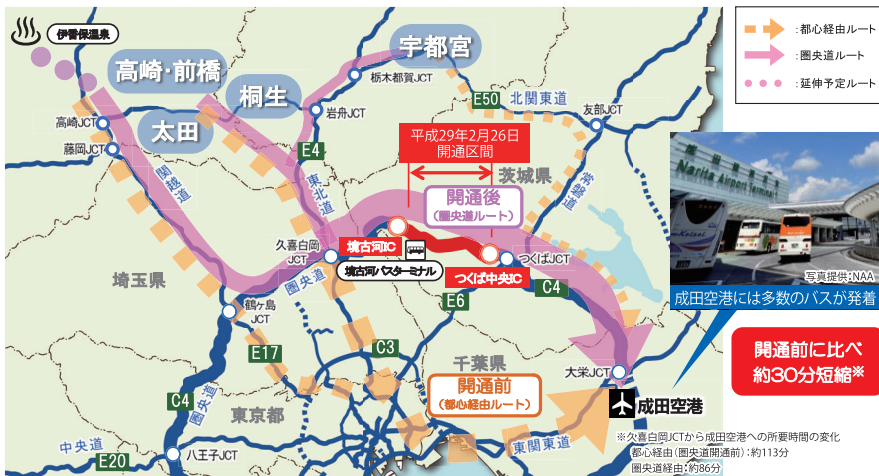 伊香保温泉
高崎・前橋
桐生
太田
宇都宮
高崎JCT
藤岡JCT
関越道
栃木都賀JCT
岩舟JCT
E4
東北道
E50
北関東道
友部JCT
常磐道
平成29年2月26日
開通区間
茨城県
開通後
(圏央道ルート)
久喜白岡
JCT
境古河IC
境古河バスターミナル
つくば中央IC
つくばJCT
圏央道
埼玉県
鶴ヶ島
JCT
E17
C3
E6
C4
千葉県
開通前
(都心経由ルート)
大栄JCT
成田空港
東関東道
東京都
C4
圏央道
中央道
E20
八王子JCT
:都心経由ルート
:圏央道ルート
:延伸予定ルート
成田空港
Narita Airport Terminal
写真提供:NAA
成田空港には多数のバスが発着
開通前に比べ
約30分短縮※
※久喜白岡JCTから成田空港への所要時間の変化
都心経由(圏央道開通前):約113分
圏央道経由:約86分